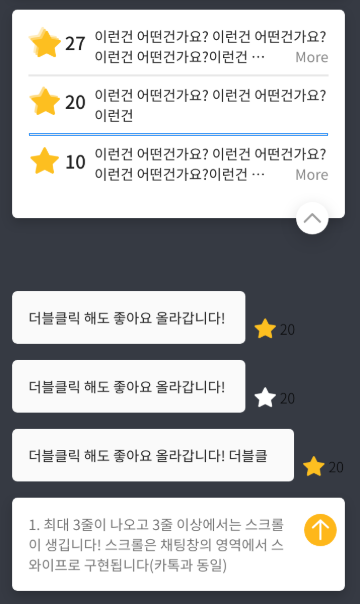 27 이런건 어떤건가요? 이런건 어떤건가요?
이런건 어떤건가요?이런건 ··· More
20 이런건 어떤건가요? 이런건 어떤건가요?
이런건
10 이런건 어떤건가요? 이런건 어떤건가요?
이런건 어떤건가요?이런건 ··· More
더블클릭 해도 좋아요 올라갑니다!
20
더블클릭 해도 좋아요 올라갑니다!
20
더블클릭 해도 좋아요 올라갑니다! 더블클
20
1. 최대 3줄이 나오고 3줄 이상에서는 스크롤
이 생깁니다! 스크롤은 채팅창의 영역에서 스
와이프로 구현됩니다(카톡과 동일)